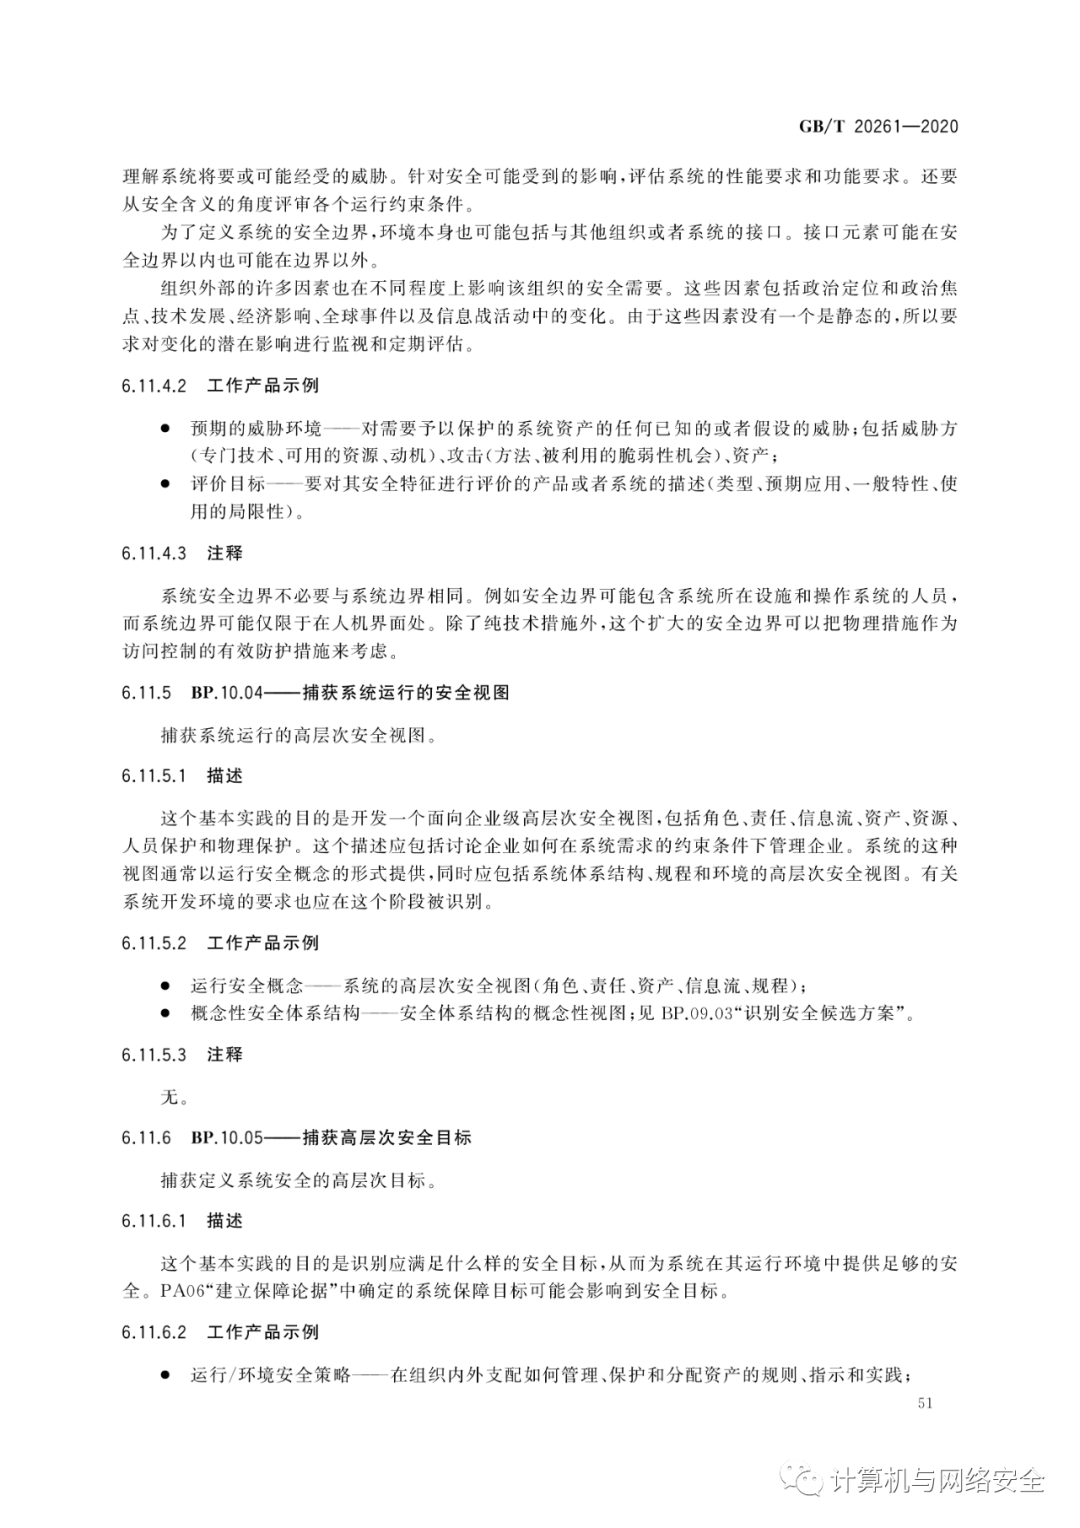 GB/T 20261—2020
理解系统将要或可能经受的威胁。针对安全可能受到的影响,评估系统的性能要求和功能要求。还要
从安全含义的角度评审各个运行约束条件。
为了定义系统的安全边界,环境本身也可能包括与其他组织或者系统的接口。接口元素可能在安
全边界以内也可能在边界以外。
组织外部的许多因素也在不同程度上影响该组织的安全需要。这些因素包括政治定位和政治焦
点、技术发展、经济影响、全球事件以及信息战活动中的变化。由于这些因素没有一个是静态的,所以要
求对变化的潜在影响进行监视和定期评估。
6.11.4.2 工作产品示例
● 预期的威胁环境——对需要予以保护的系统资产的任何已知的或者假设的威胁;包括威胁方
(专门技术、可用的资源、动机)、攻击(方法、被利用的脆弱性机会)、资产;
● 评价目标——要对其安全特征进行评价的产品或者系统的描述(类型、预期应用、一般特性、使
用的局限性)。
6.11.4.3 注释
系统安全边界不必要与系统边界相同。例如安全边界可能包含系统所在设施和操作系统的人员,
而系统边界可能仅限于在人机界面处。除了纯技术措施外,这个扩大的安全边界可以把物理措施作为
访问控制的有效防护措施来考虑。
6.11.5 BP.10.04——捕获系统运行的安全视图
捕获系统运行的高层次安全视图。
6.11.5.1 描述
这个基本实践的目的是开发一个面向企业级高层次安全视图,包括角色、责任、信息流、资产、资源、
人员保护和物理保护。这个描述应包括讨论企业如何在系统需求的约束条件下管理企业。系统的这种
视图通常以运行安全概念的形式提供,同时应包括系统体系结构、规程和环境的高层次安全视图。有关
系统开发环境的要求也应在这个阶段被识别。
6.11.5.2 工作产品示例
● 运行安全概念——系统的高层次安全视图(角色、责任、资产、信息流、规程);
● 概念性安全体系结构——安全体系结构的概念性视图;见 BP.09.03“识别安全候选方案”。
6.11.5.3 注释
无。
6.11.6 BP.10.05——捕获高层次安全目标
捕获定义系统安全的高层次目标。
6.11.6.1 描述
这个基本实践的目的是识别应满足什么样的安全目标,从而为系统在其运行环境中提供足够的安
全。PA06“建立保障论据”中确定的系统保障目标可能会影响到安全目标。
6.11.6.2 工作产品示例
● 运行/环境安全策略——在组织内外支配如何管理、保护和分配资产的规则、指示和实践;
51
计算机与网络安全